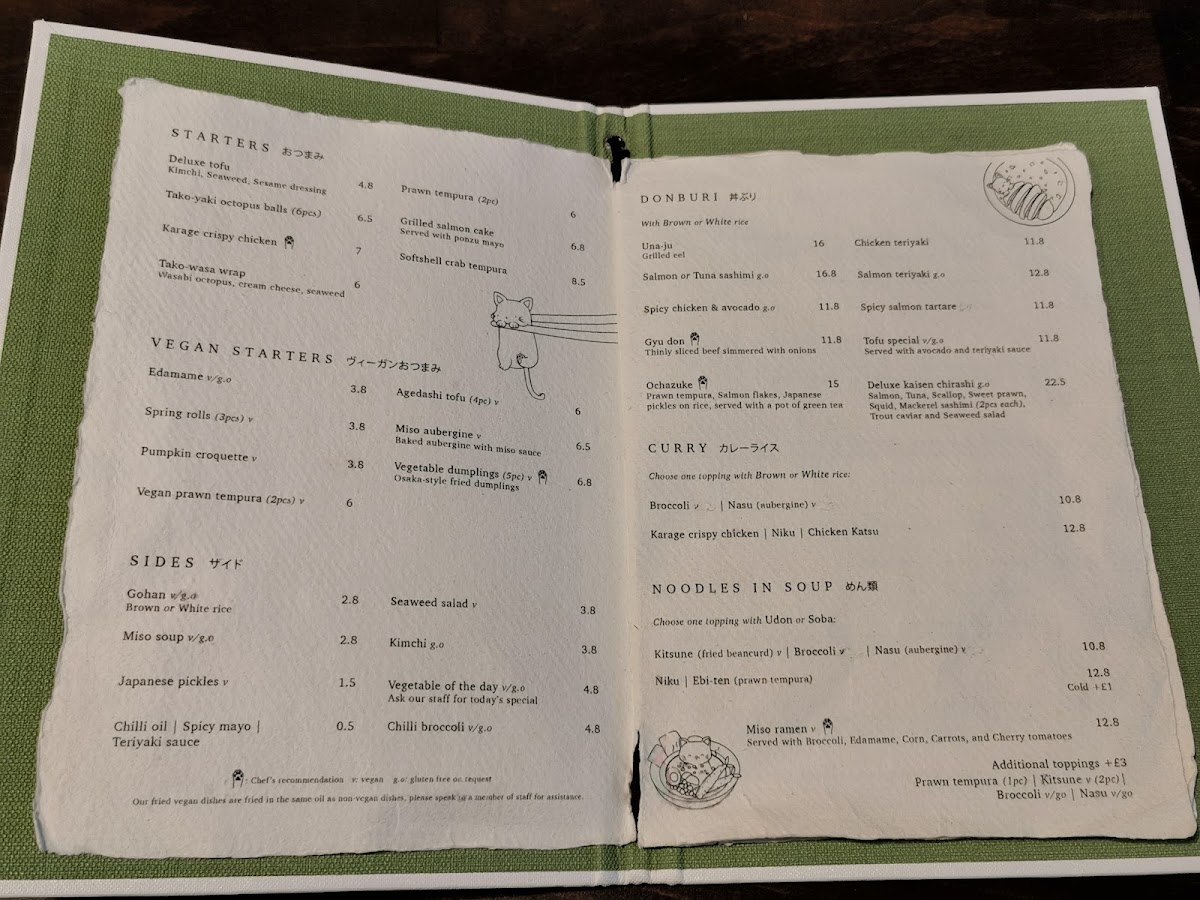 STARTERS おつまみ
Deluxe tofu 4.8
Kimchi, Seaweed, Sesame dressing
Tako-yaki octopus balls (6pcs) 6.5
Karage crispy chicken 7
Tako-wasa wrap 6
Wasabi octopus, cream cheese, seaweed
Prawn tempura (2pc) 6
Grilled salmon cake 6.8
Served with ponzu mayo
Softshell crab tempura 8.5
VEGAN STARTERS ヴィーガンおつまみ
Edamame v/g.o 3.8
Spring rolls (3pcs) v 3.8
Pumpkin croquette v 3.8
Vegan prawn tempura (2pcs) v 6
Agedashi tofu (4pc) v 6
Miso aubergine v 6.5
Baked aubergine with miso sauce
Vegetable dumplings (5pc) v 6.8
Osaka-style fried dumplings
SIDES ザイド
Gohan v/g.o 2.8
Brown or White rice
Miso soup v/g.o 2.8
Japanese pickles v 1.5
Chilli oil | Spicy mayo | 0.5
Teriyaki sauce
Seaweed salad v 3.8
Kimchi g.o 3.8
Vegetable of the day v/g.o 4.8
Ask our staff for today's special
Chilli broccoli v/g.o 4.8
: Chef's recommendation v: vegan g.o: gluten free on request
Our fried vegan dishes are fried in the same oil as non-vegan dishes, please speak to a member of staff for assistance.
DONBURI 丼ぶり
With Brown or White rice
Una-ju 16
Grilled eel
Salmon or Tuna sashimi g.o 16.8
Spicy chicken & avocado g.o 11.8
Gyu don 11.8
Thinly sliced beef simmered with onions
Ochazuke 15
Prawn tempura, Salmon flakes, Japanese
pickles on rice, served with a pot of green tea
Chicken teriyaki 11.8
Salmon teriyaki g.o 12.8
Spicy salmon tartare 11.8
Tofu special v/g.o 11.8
Served with avocado and teriyaki sauce
Deluxe kaisen chirashi g.o 22.5
Salmon, Tuna, Scallop, Sweet prawn,
Squid, Mackerel sashimi (2pcs each),
Trout caviar and Seaweed salad
CURRY カレーライス
Choose one topping with Brown or White rice:
Broccoli v | Nasu (aubergine) v 10.8
Karage crispy chicken | Niku | Chicken Katsu 12.8
NOODLES IN SOUP めん類
Choose one topping with Udon or Soba:
Kitsune (fried beancurd) v | Broccoli v | Nasu (aubergine) v 10.8
Niku | Ebi-ten (prawn tempura) 12.8
Cold +£1
Miso ramen v 12.8
Served with Broccoli, Edamame, Corn, Carrots, and Cherry tomatoes
Additional toppings +£3
Prawn tempura (1pc) | Kitsune v (2pc) |
Broccoli v/go | Nasu v/go